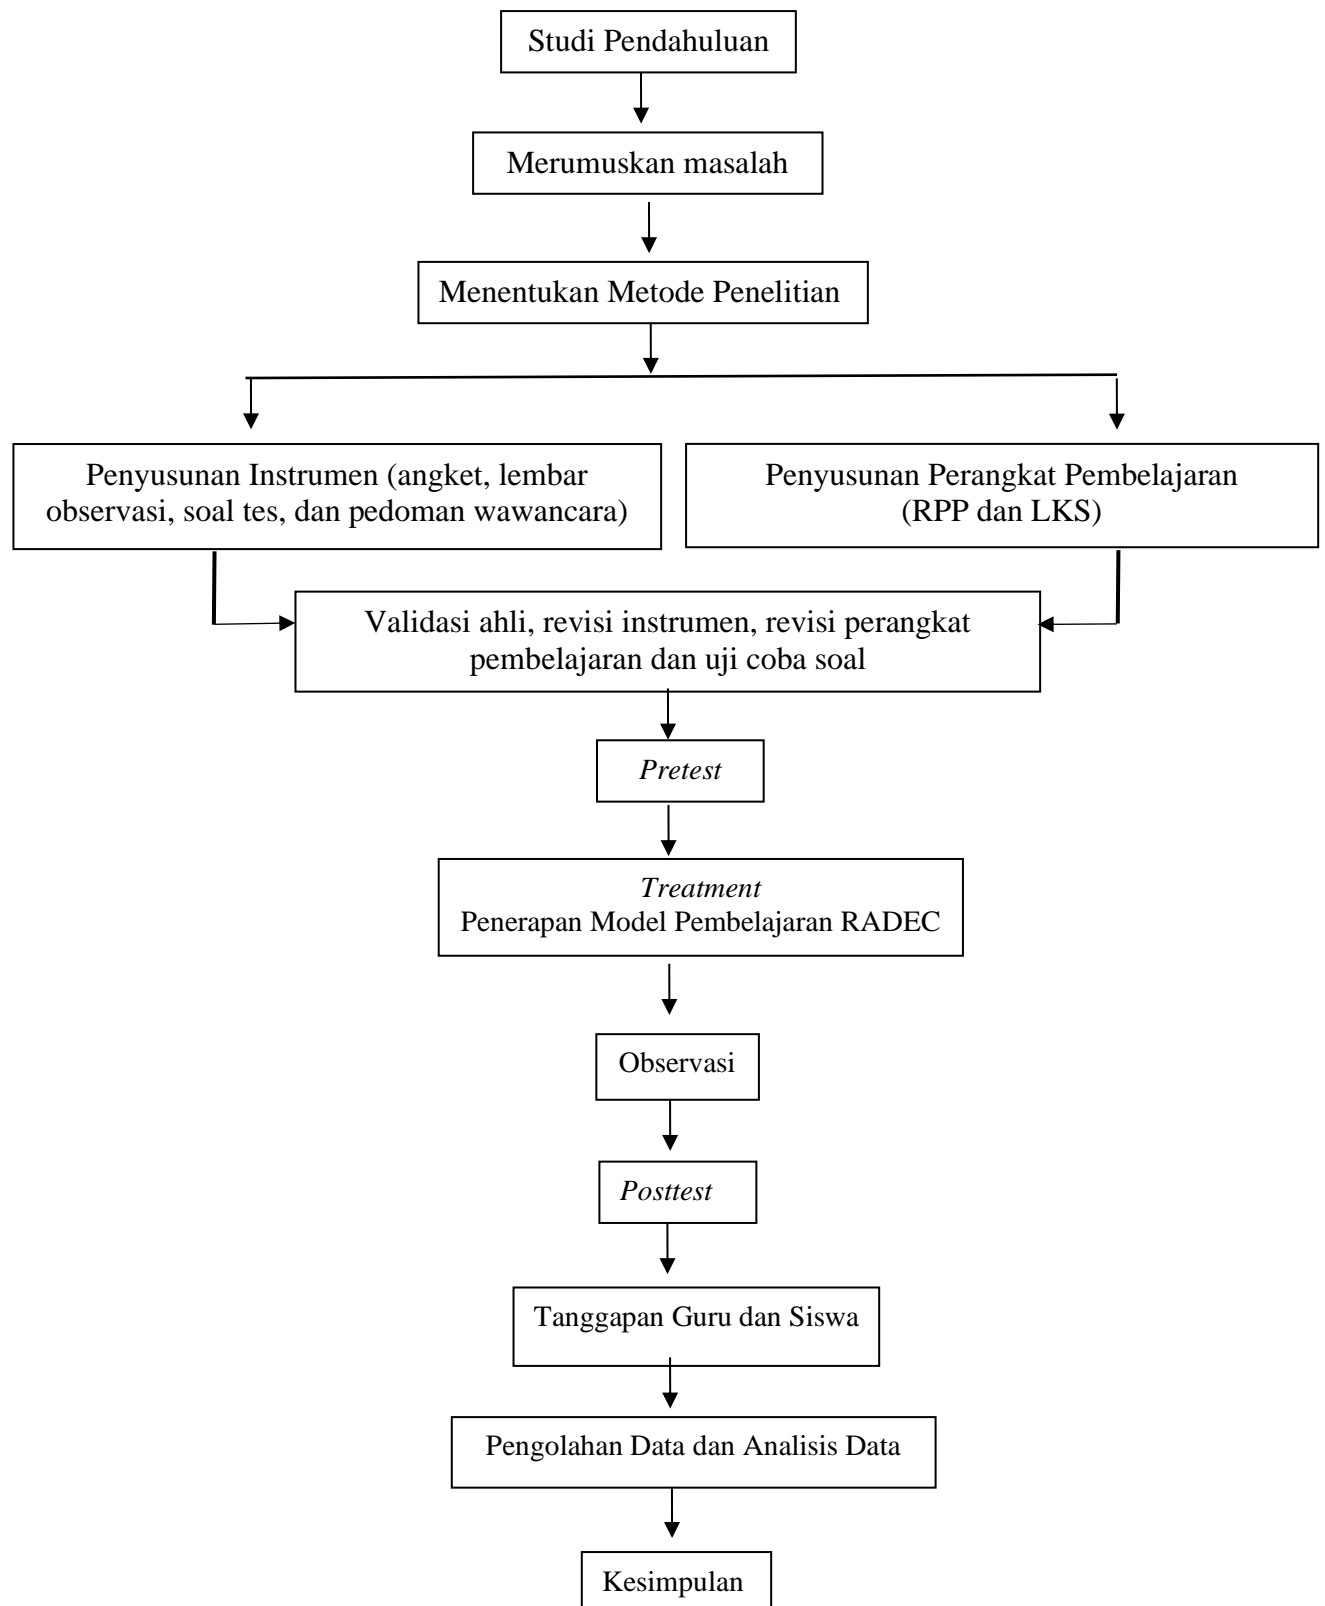 Studi Pendahuluan
Merumuskan masalah
Menentukan Metode Penelitian
Penyusunan Instrumen (angket, lembar
observasi, soal tes, dan pedoman wawancara)
Penyusunan Perangkat Pembelajaran
(RPP dan LKS)
Validasi ahli, revisi instrumen, revisi perangkat
pembelajaran dan uji coba soal
Pretest
Treatment
Penerapan Model Pembelajaran RADEC
Observasi
Posttest
Tanggapan Guru dan Siswa
Pengolahan Data dan Analisis Data
Kesimpulan